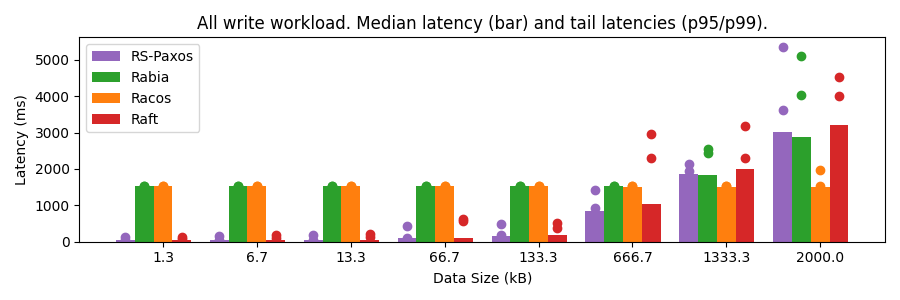 All write workload. Median latency (bar) and tail latencies (p95/p99).
Latency (ms)
5000
4000
3000
2000
1000
0
RS-Paxos
Rabia
Racos
Raft
1.3 6.7 13.3 66.7 133.3 666.7 1333.3 2000.0
Data Size (kB)